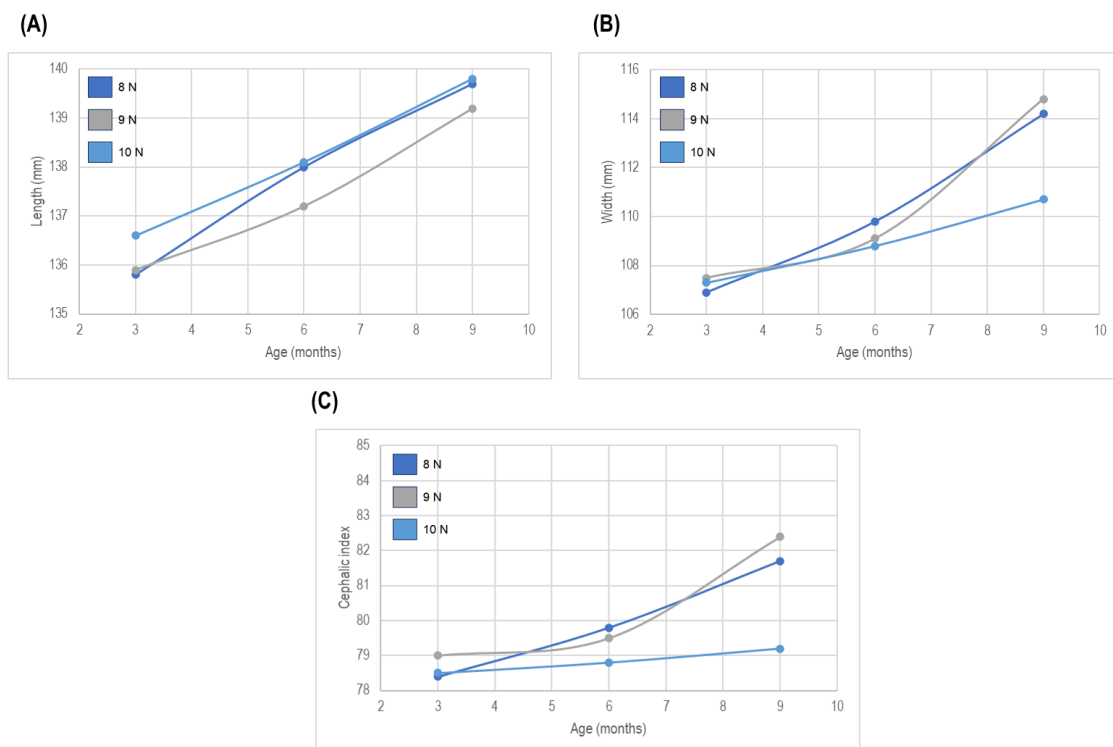 (A)
140
139
138
137
136
135
Length (mm)
8 N
9 N
10 N
2 3 4 5 6 7 8 9 10
Age (months)
(B)
116
114
112
110
108
106
Width (mm)
8 N
9 N
10 N
2 3 4 5 6 7 8 9 10
Age (months)
(C)
85
84
83
82
81
80
79
78
Cephalic index
8 N
9 N
10 N
2 3 4 5 6 7 8 9 10
Age (months)